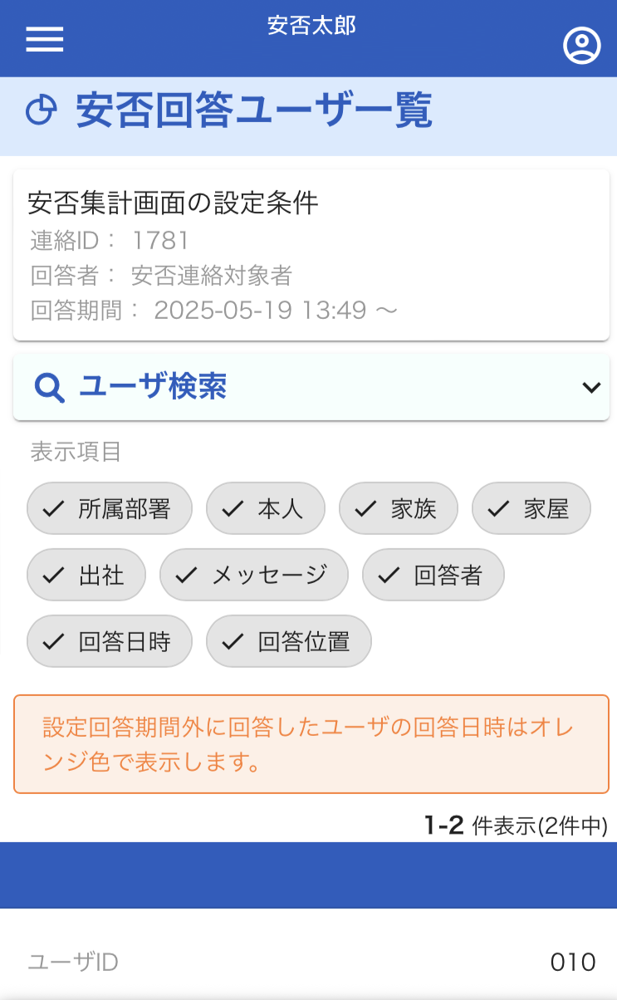 安否太郎
安否回答ユーザ一覧
安否集計画面の設定条件
連絡ID： 1781
回答者： 安否連絡対象者
回答期間： 2025-05-19 13:49 ～
ユーザ検索
表示項目
所属部署 本人 家族 家屋
出社 メッセージ 回答者
回答日時 回答位置
設定回答期間外に回答したユーザの回答日時はオレ
ンジ色で表示します。
1-2 件表示(2件中)
ユーザID 010